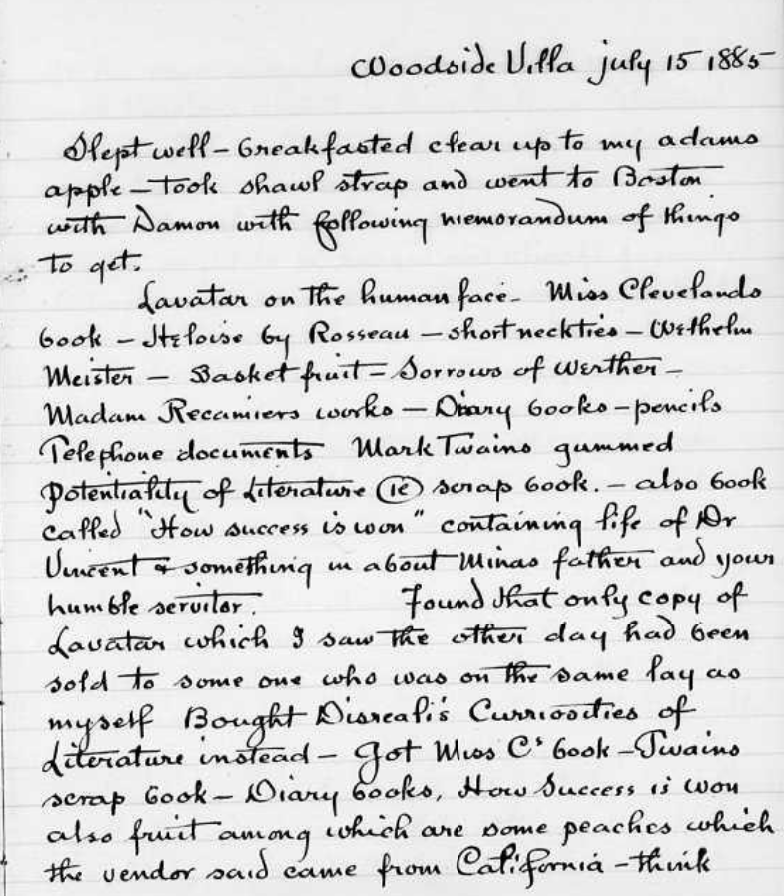 Woodside Villa July 15 1885
Slept well – breakfasted clear up to my adams
apple – took shawl strap and went to Boston
with Damon with following memorandum of things
to get.
Lavatar on the human face – Miss Clevelands
book – Heloise by Rosseau – short neckties – Wilhelm
Meister – Basket fruit – Sorrows of Werther –
Madam Recamiers works – Diary books – pencils
Telephone documents Mark Twains gummed
Potentiality of Literature (ie) scrap book. – also book
called "How success is won" containing life of Dr
Vincent & something in about Minas father and your
humble servitor. Found that only copy of
Lavatar which I saw the other day had been
sold to some one who was on the same lay as
myself Bought Disrealis Curriosities of
Literature instead – Got Miss Cs book – Twains
scrap book – Diary books, How Success is won
also fruit among which are some peaches which
the vendor said came from California – think